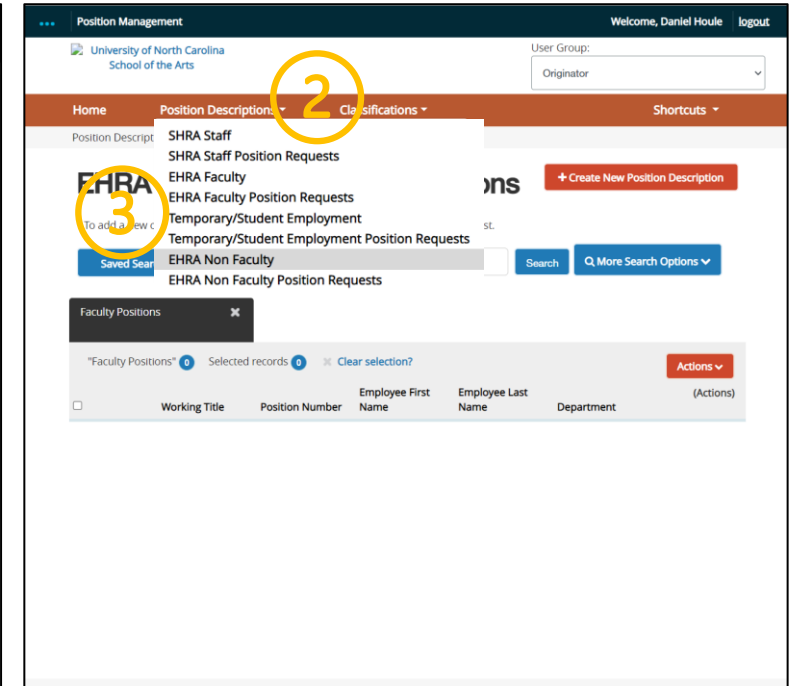 ... Position Management Welcome, Daniel Houle logout
University of North Carolina
School of the Arts
User Group:
Originator
Home Position Descriptions Classifications Shortcuts
2
Position Descript
SHRA Staff
SHRA Staff Position Requests
EHRA Faculty
EHRA Faculty Position Requests
Temporary/Student Employment
Temporary/Student Employment Position Requests
EHRA Non Faculty
EHRA Non Faculty Position Requests
EHRA ons
+ Create New Position Description
3
To add a new st.
Saved Sear Search More Search Options
Faculty Positions ✖
"Faculty Positions" 0 Selected records 0 ✖ Clear selection?
Actions
Working Title Position Number Employee First Name Employee Last Name Department (Actions)